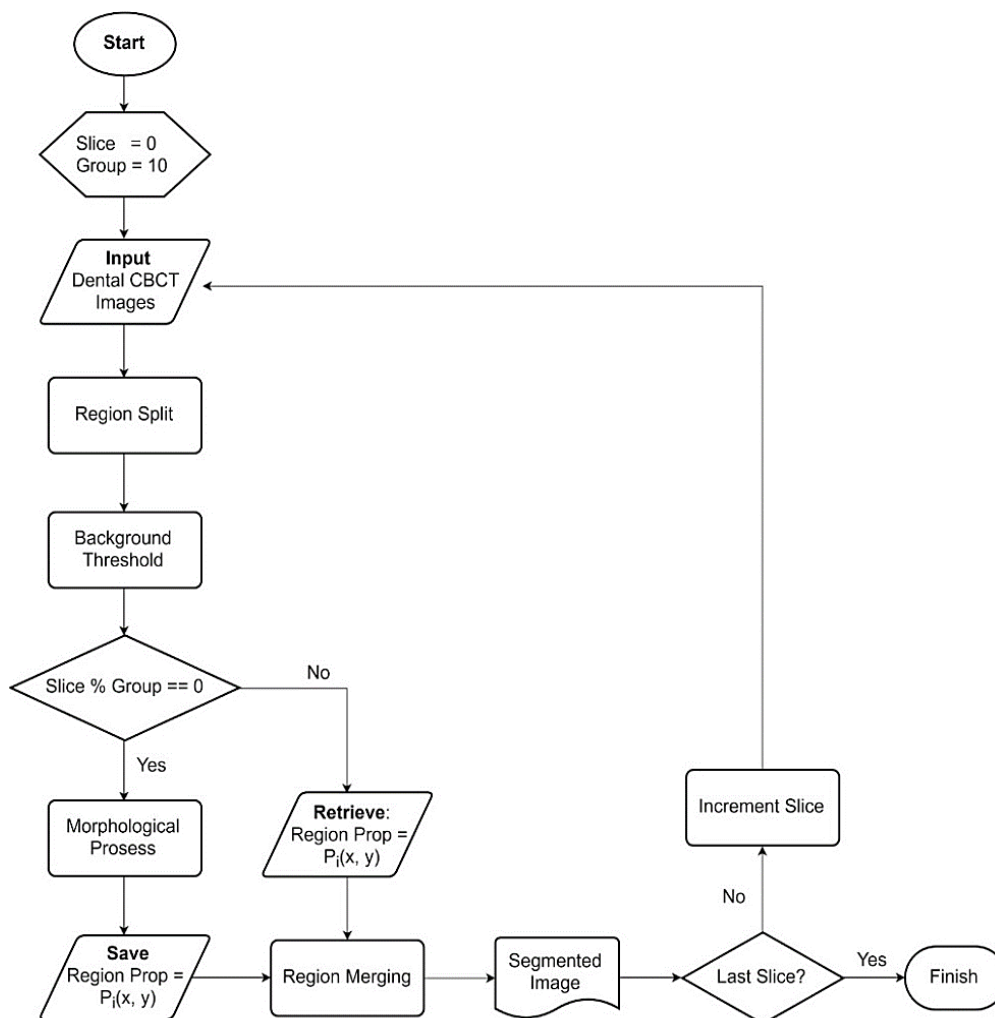 Start
Slice = 0
Group = 10
Input
Dental CBCT
Images
Region Split
Background
Threshold
Slice % Group == 0
No
Yes
Morphological
Prosess
Retrieve:
Region Prop =
Pᵢ(x, y)
Save
Region Prop =
Pᵢ(x, y)
Region Merging
Segmented
Image
Last Slice?
No
Increment Slice
Yes
Finish